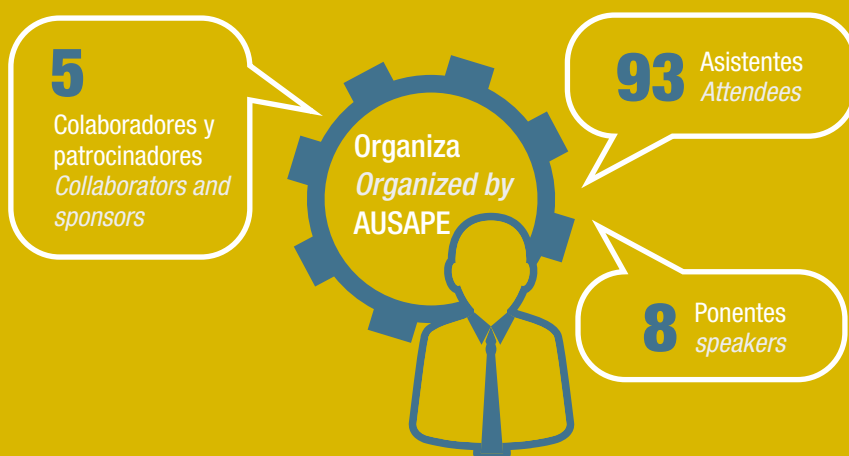 5
Colaboradores y
patrocinadores
Collaborators and
sponsors
Organiza
Organized by
AUSAPE
93
Asistentes
Attendees
8
Ponentes
speakers